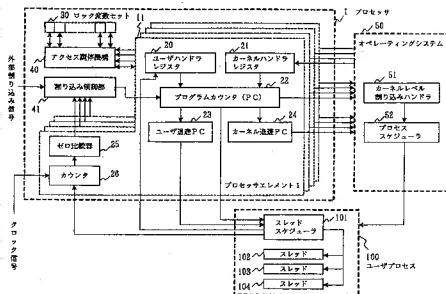 30 ロック変数セット
11
1 プロセッサ
50
オペレーティングシステム
20
21
ユーザハンドラ
レジスタ
カーネルハンドラ
レジスタ
外部割り込み信号
アクセス調停機構
40
22
51
割り込み制御部
41
プログラムカウンタ (PC)
カーネルレベル
割り込みハンドラ
23
24
52
ユーザ退避PC
カーネル退避PC
プロセス
スケジューラ
ゼロ比較器
25
カウンタ
26
プロセッサエレメント1
クロック信号
スレッド
スケジューラ
101
102
スレッド
103
スレッド
104
スレッド
100
ユーザプロセス